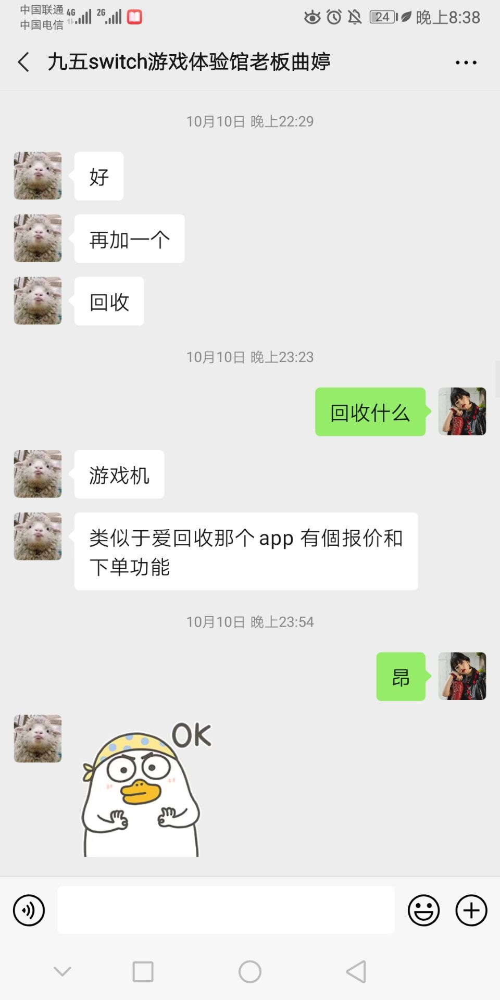 中国联通 4G 2G 24 晚上8:38
中国电信
九五switch游戏体验馆老板曲婷
10月10日 晚上22:29
好
再加一个
回收
10月10日 晚上23:23
回收什么
游戏机
类似于爱回收那个app 有個报价和
下单功能
10月10日 晚上23:54
昂
OK